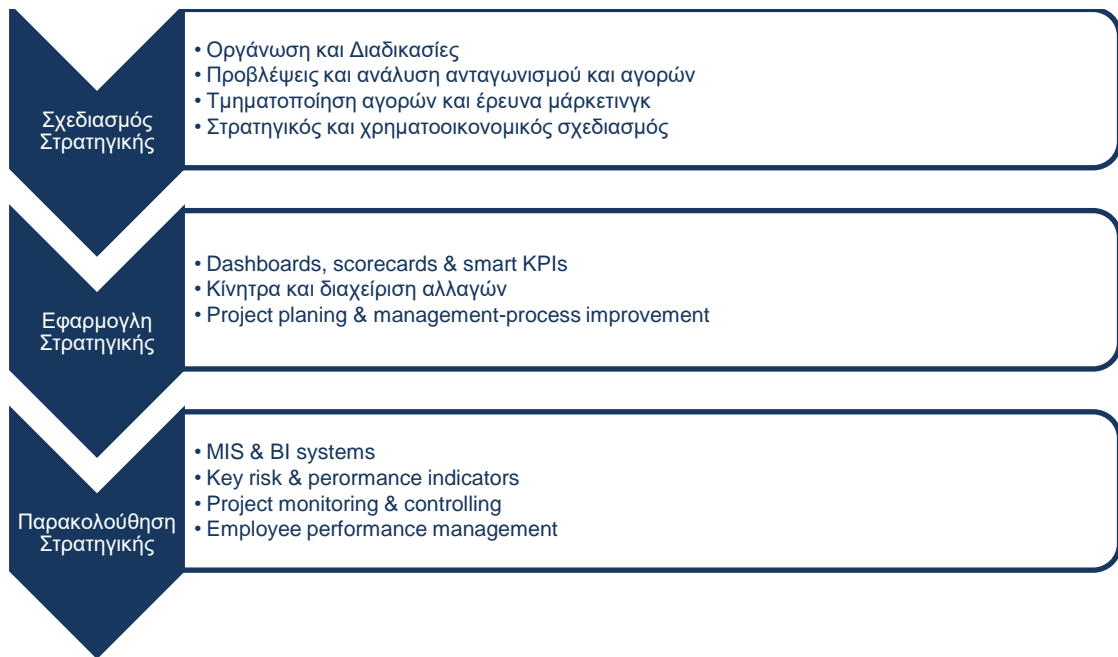 Σχεδιασμός
Στρατηγικής
• Οργάνωση και Διαδικασίες
• Προβλέψεις και ανάλυση ανταγωνισμού και αγορών
• Τμηματοποίηση αγορών και έρευνα μάρκετινγκ
• Στρατηγικός και χρηματοοικονομικός σχεδιασμός
Εφαρμογλη
Στρατηγικής
• Dashboards, scorecards & smart KPIs
• Κίνητρα και διαχείριση αλλαγών
• Project planing & management-process improvement
Παρακολούθηση
Στρατηγικής
• MIS & BI systems
• Key risk & perormance indicators
• Project monitoring & controlling
• Employee performance management